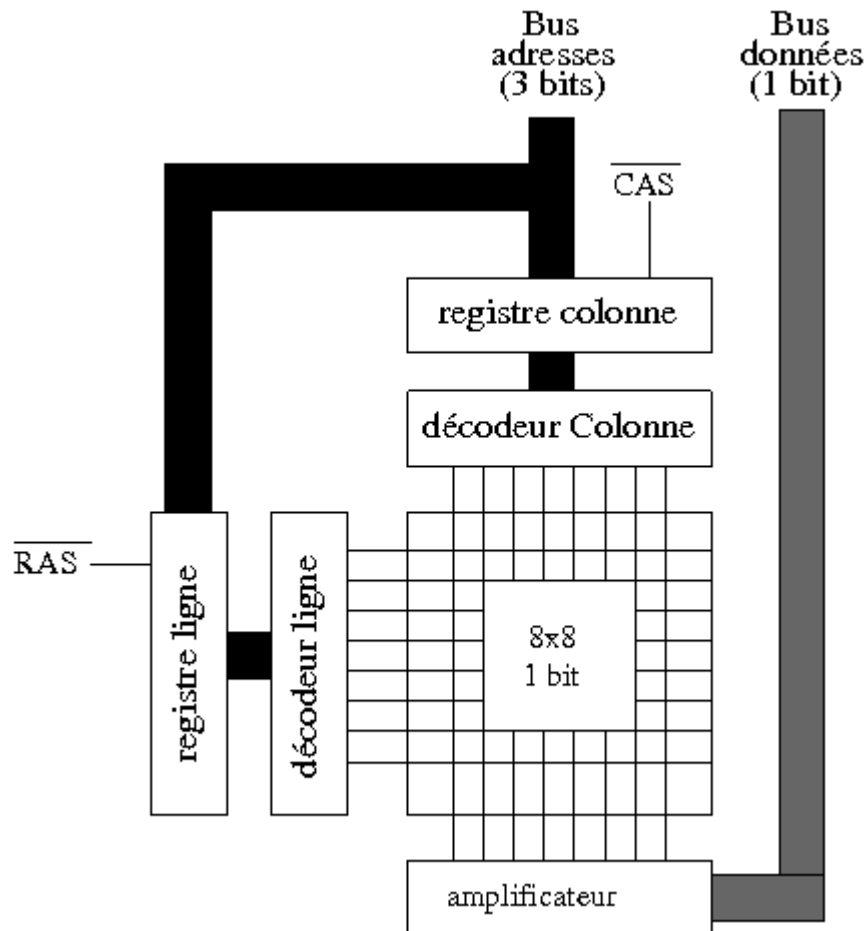 Bus
adresses
(3 bits)
Bus
données
(1 bit)
CAS
registre colonne
décodeur Colonne
RAS
registre ligne
décodeur ligne
8x8
1 bit
amplificateur